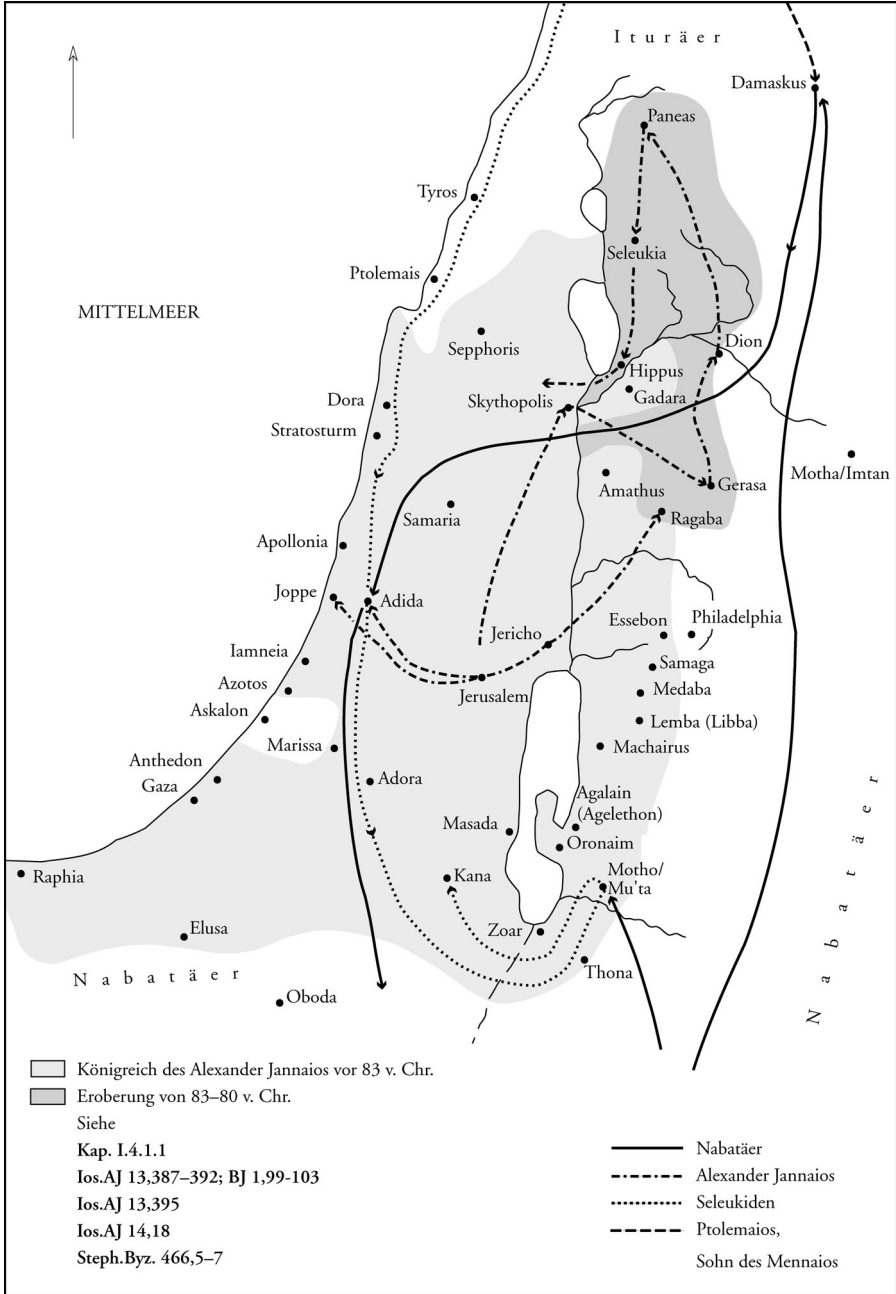 Ituräer
Damaskus
Paneas
Tyros
Seleukia
Ptolemais
MITTELMEER
Sepphoris
Dion
Hippus
Gadara
Dora
Skythopolis
Stratosturm
Motha/Imtan
Amathus
Gerasa
Samaria
Ragaba
Apollonia
Joppe
Adida
Essebon
Philadelphia
Jericho
Iamneia
Samaga
Jerusalem
Azotos
Medaba
Askalon
Lemba (Libba)
Marissa
Machairus
Anthedon
Gaza
Adora
Agalain
(Agelethon)
Masada
Oronaim
Raphia
Kana
Motho/
Mu'ta
Nabatäer
Elusa
Zoar
Thona
Nabatäer
Oboda
Königreich des Alexander Jannaios vor 83 v. Chr.
Eroberung von 83–80 v. Chr.
Siehe
Kap. I.4.1.1
Ios.AJ 13,387–392; BJ 1,99-103
Ios.AJ 13,395
Ios.AJ 14,18
Steph.Byz. 466,5–7
Nabatäer
Alexander Jannaios
Seleukiden
Ptolemaios,
Sohn des Mennaios